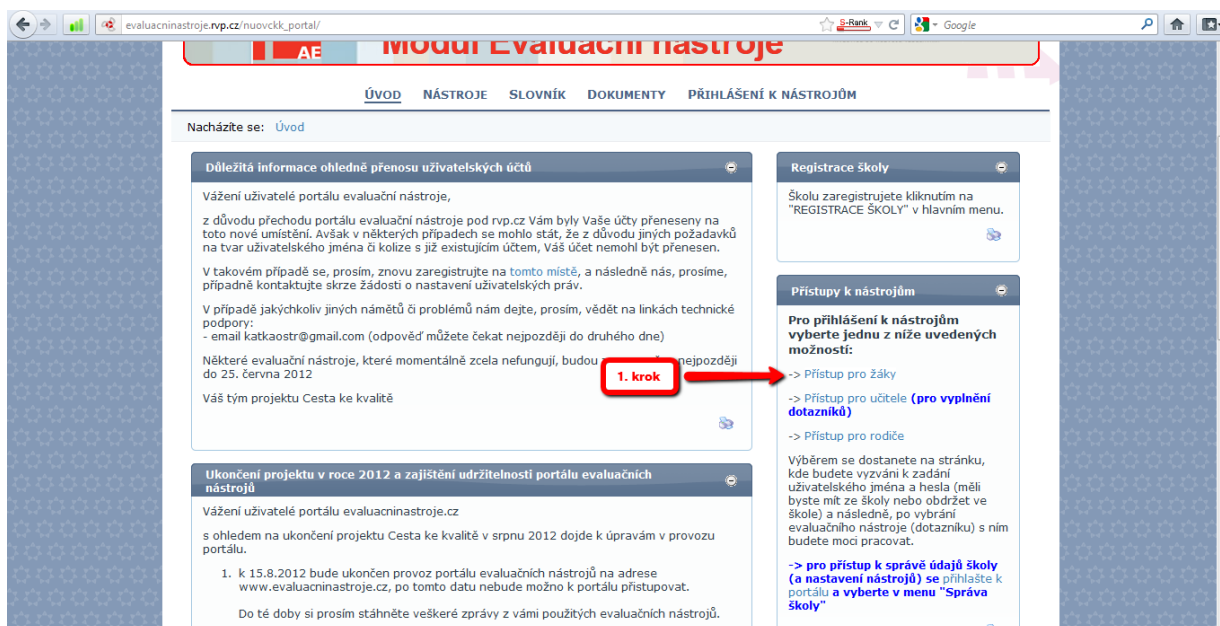 evaluacninastroje.rvp.cz/nuovckk_portal/
S-Rank
Google
AE
Modul Evaluační nástroje
ÚVOD NÁSTROJE SLOVNÍK DOKUMENTY PŘIHLÁŠENÍ K NÁSTROJŮM
Nacházíte se: Úvod
Důležitá informace ohledně přenosu uživatelských účtů
Vážení uživatelé portálu evaluační nástroje,
z důvodu přechodu portálu evaluační nástroje pod rvp.cz Vám byly Vaše účty přeneseny na
toto nové umístění. Avšak v některých případech se mohlo stát, že z důvodu jiných požadavků
na tvar uživatelského jména či kolize s již existujícím účtem, Váš účet nemohl být přenesen.
V takovém případě se, prosím, znovu zaregistrujte na tomto místě, a následně nás, prosíme,
případně kontaktujte skrze žádosti o nastavení uživatelských práv.
V případě jakýchkoliv jiných námětů či problémů nám dejte, prosím, vědět na linkách technické
podpory:
- email katkaostr@gmail.com (odpověď můžete čekat nejpozději do druhého dne)
Některé evaluační nástroje, které momentálně zcela nefungují, budou nejpozději
do 25. června 2012
Váš tým projektu Cesta ke kvalitě
1. krok
Ukončení projektu v roce 2012 a zajištění udržitelnosti portálu evaluačních
nástrojů
Vážení uživatelé portálu evaluacninastroje.cz
s ohledem na ukončení projektu Cesta ke kvalitě v srpnu 2012 dojde k úpravám v provozu
portálu.
1. k 15.8.2012 bude ukončen provoz portálu evaluačních nástrojů na adrese
www.evaluacninastroje.cz, po tomto datu nebude možno k portálu přistupovat.
Do té doby si prosím stáhněte veškeré zprávy z vámi použitých evaluačních nástrojů.
Registrace školy
Školu zaregistrujete kliknutím na
"REGISTRACE ŠKOLY" v hlavním menu.
Přístupy k nástrojům
Pro přihlášení k nástrojům
vyberte jednu z níže uvedených
možností:
-> Přístup pro žáky
-> Přístup pro učitele (pro vyplnění
dotazníků)
-> Přístup pro rodiče
Výběrem se dostanete na stránku,
kde budete vyzváni k zadání
uživatelského jména a hesla (měli
byste mít ze školy nebo obdržet ve
škole) a následně, po vybrání
evaluačního nástroje (dotazníku) s ním
budete moci pracovat.
-> pro přístup k správě údajů školy
(a nastavení nástrojů) se přihlašte k
portálu a vyberte v menu "Správa
školy"